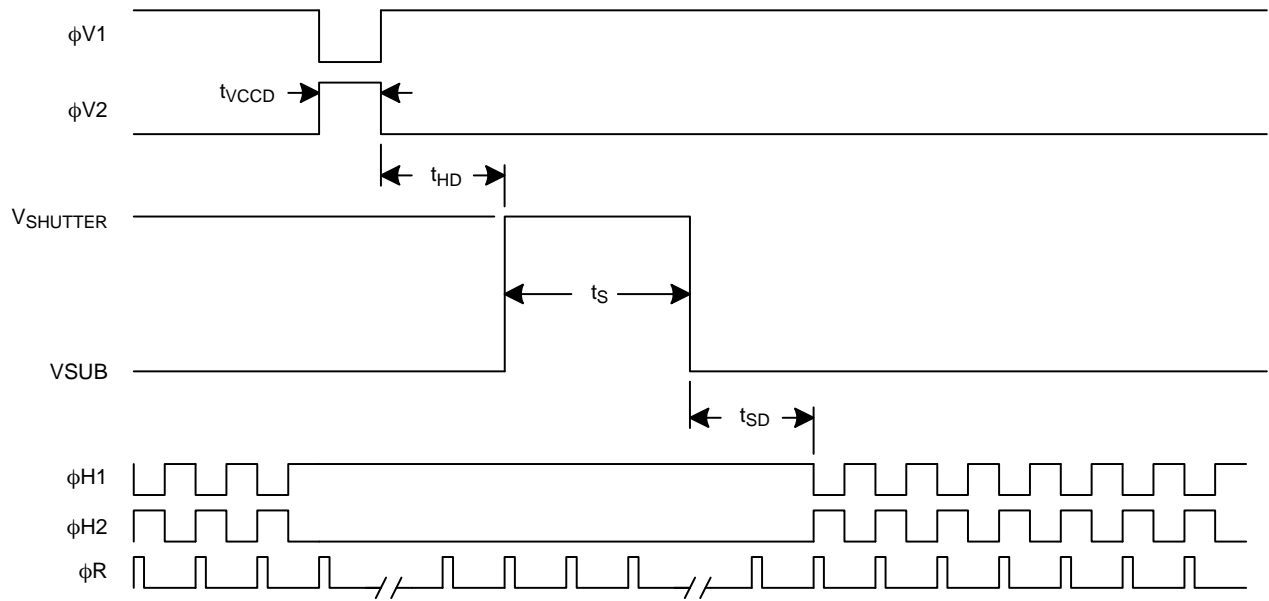 ϕV1
tVCCD
ϕV2
tHD
VSHUTTER
tS
VSUB
tSD
ϕH1
ϕH2
ϕR